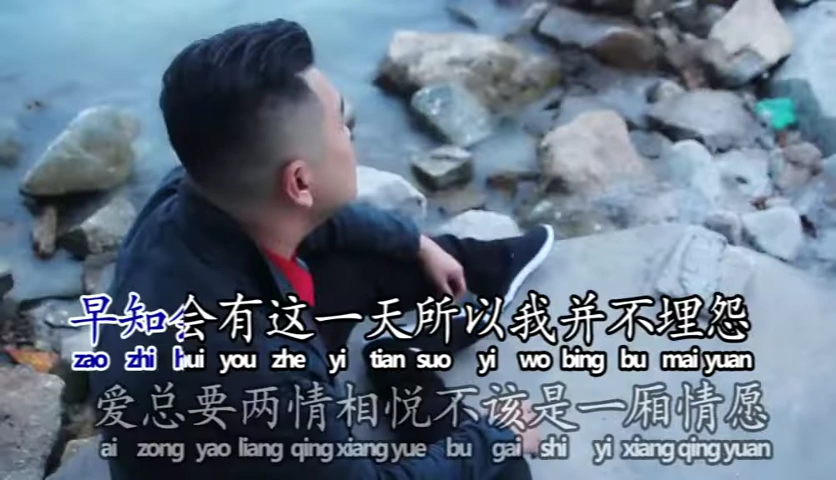 早知会有这一天所以我并不埋怨
zao zhi hui you zhe yi tian suo yi wo bing bu mai yuan
爱总要两情相悦不该是一厢情愿
ai zong yao liang qing xiang yue bu gai shi yi xiang qing yuan